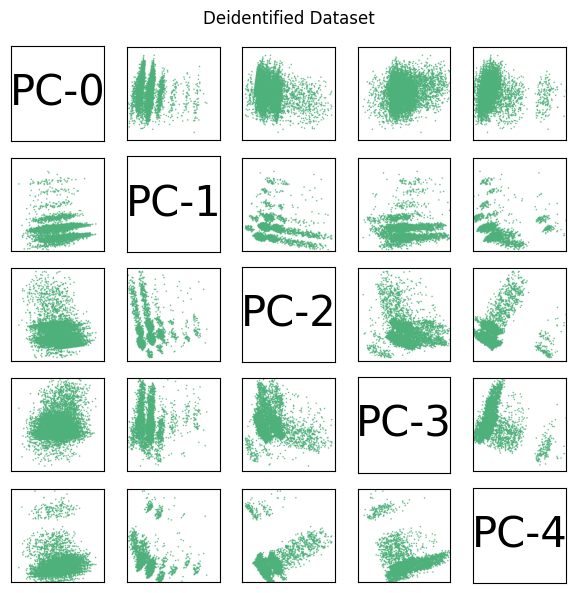 Deidentified Dataset
PC-0
PC-1
PC-2
PC-3
PC-4